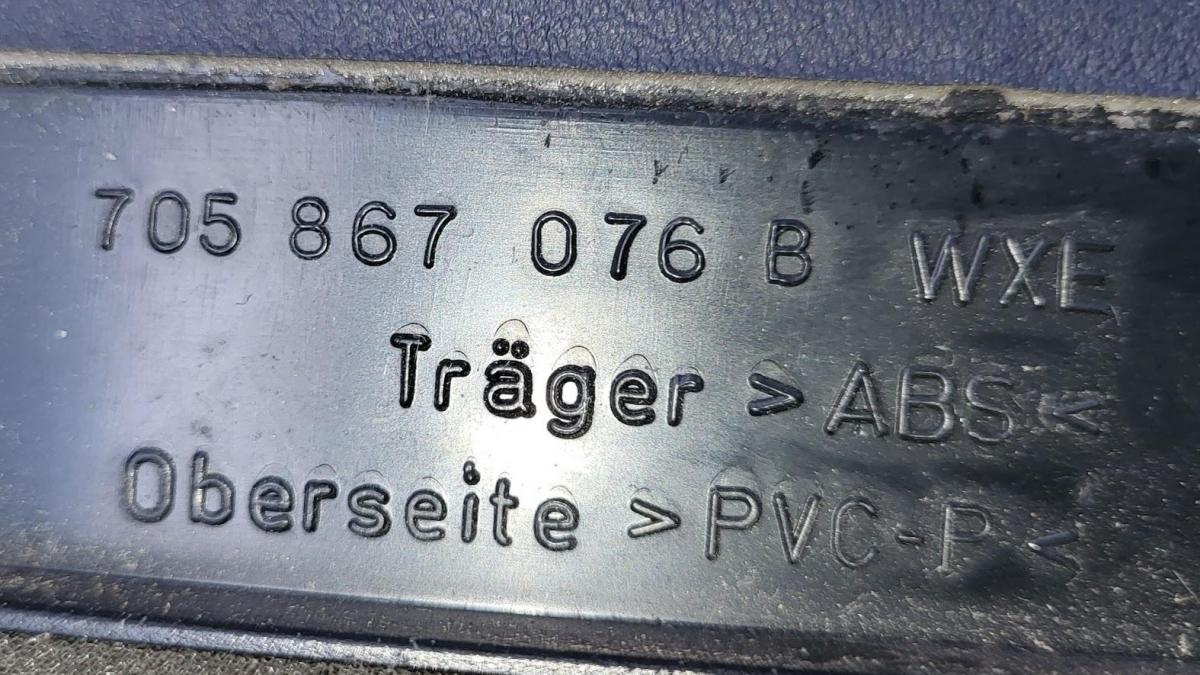 705 867 076 B WXE
Träger >ABS<
Oberseite >PVC-P<